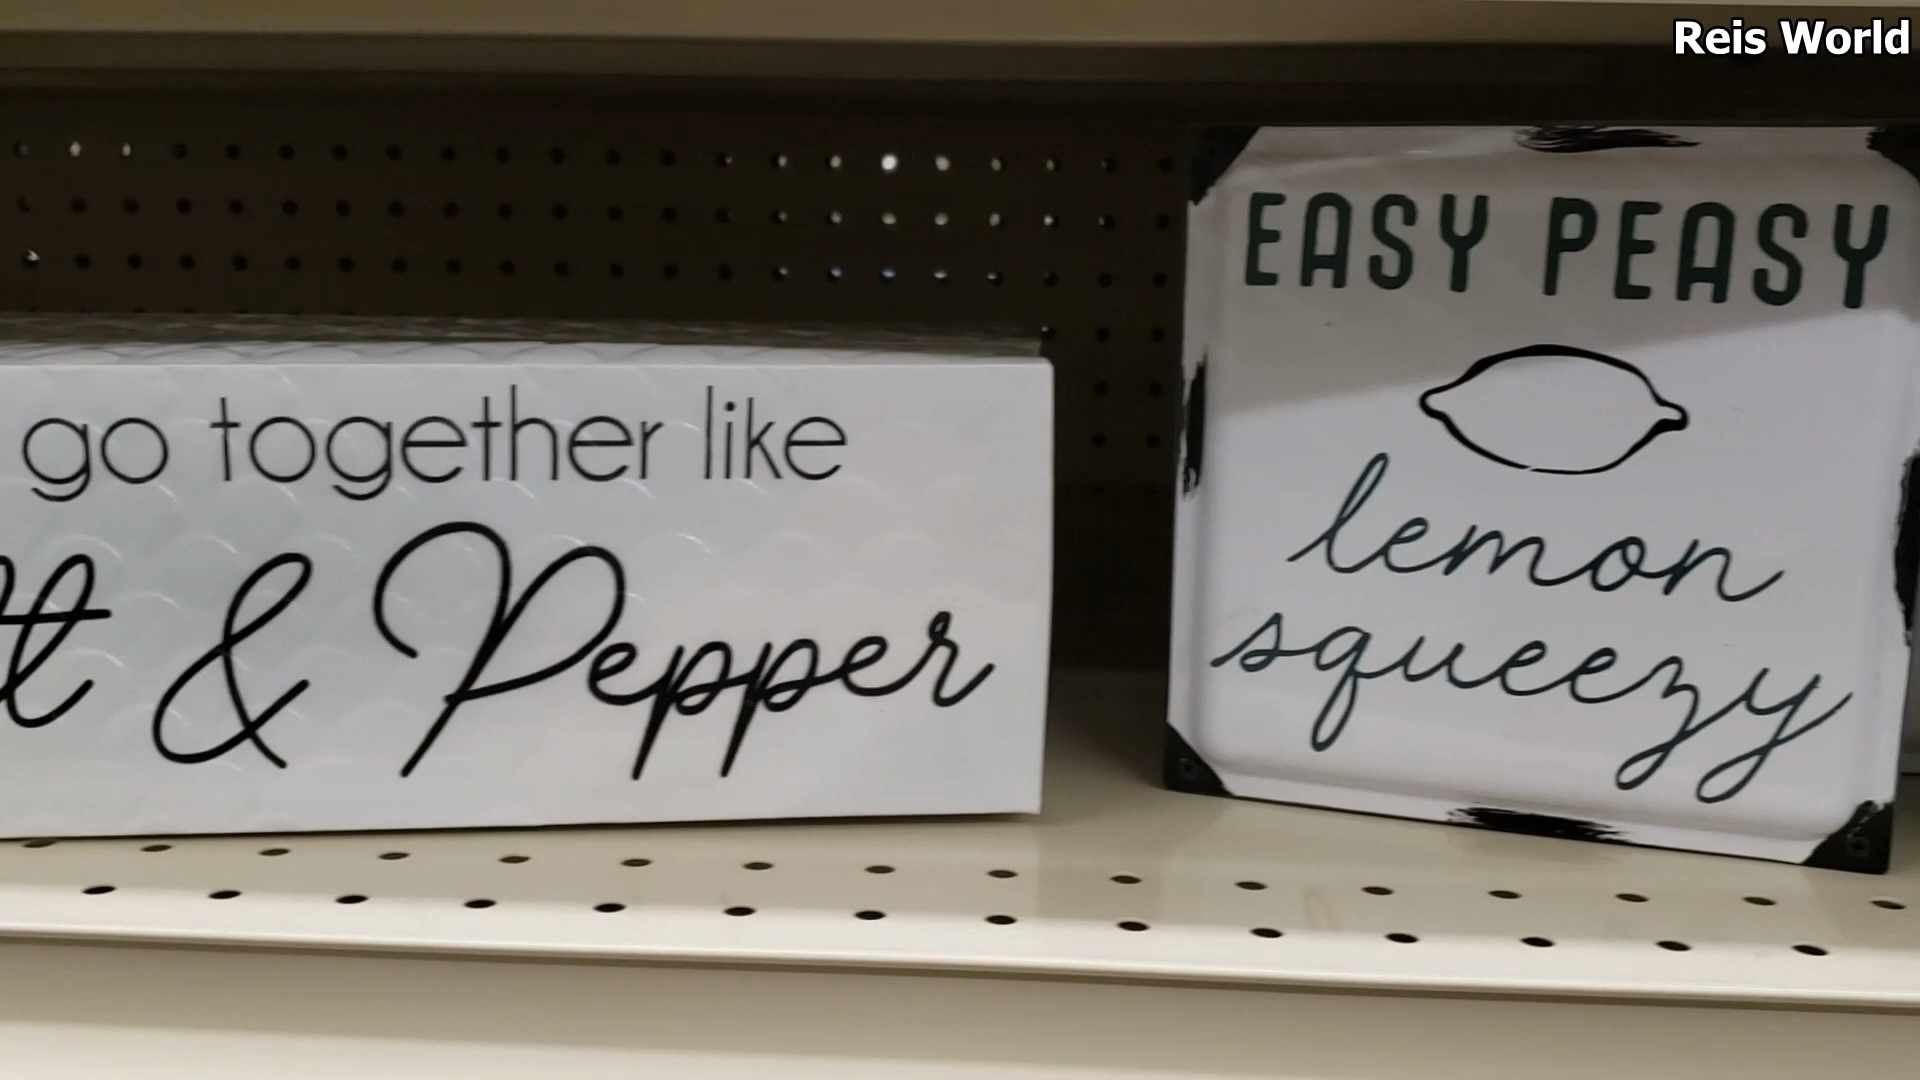 Reis World
go together like
& Pepper
EASY PEASY
lemon
squeezy